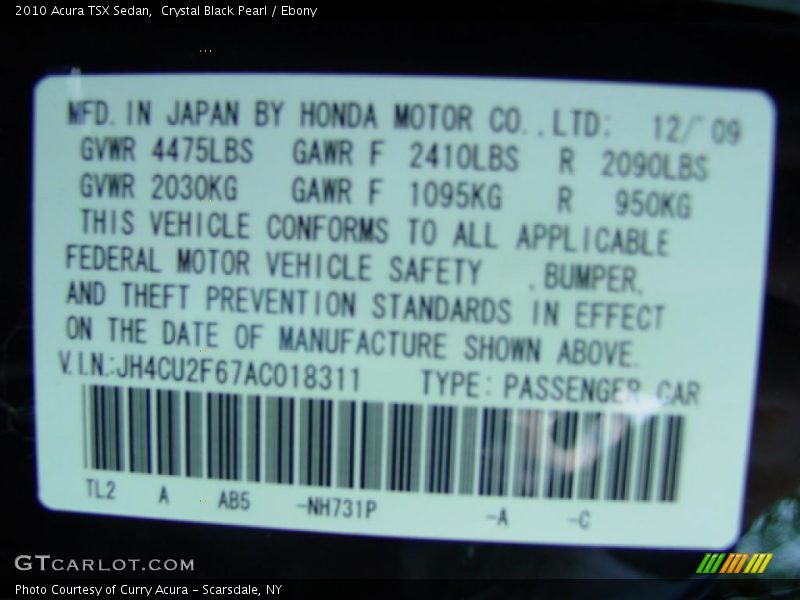 2010 Acura TSX Sedan,  Crystal Black Pearl / Ebony
MFD. IN JAPAN BY HONDA MOTOR CO., LTD: 12/'09
GVWR 4475LBS GAWR F 2410LBS R 2090LBS
GVWR 2030KG GAWR F 1095KG R 950KG
THIS VEHICLE CONFORMS TO ALL APPLICABLE
FEDERAL MOTOR VEHICLE SAFETY , BUMPER,
AND THEFT PREVENTION STANDARDS IN EFFECT
ON THE DATE OF MANUFACTURE SHOWN ABOVE.
V.I.N.:JH4CU2F67AC018311 TYPE: PASSENGER CAR
TL2 A AB5 -NH731P -A -C
GTCARLOT.COM
Photo Courtesy of Curry Acura - Scarsdale, NY